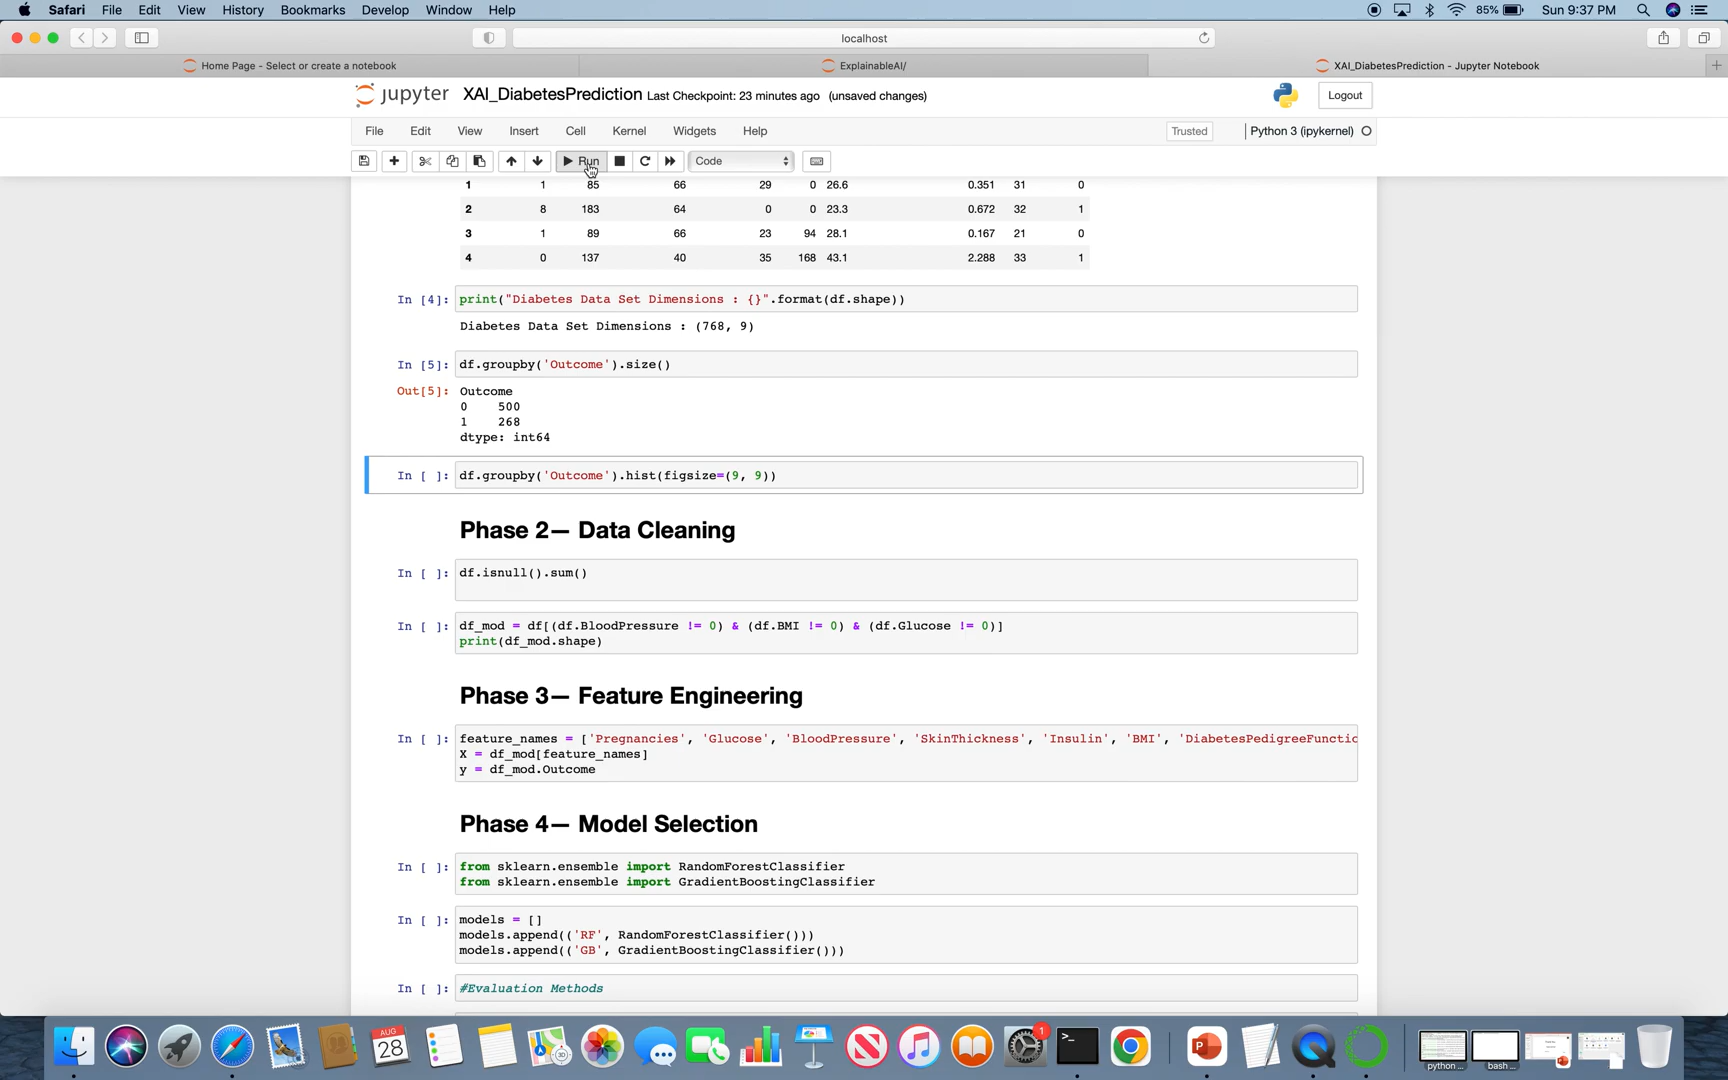 Safari File Edit View History Bookmarks Develop Window Help 85% Sun 9:37 PM
localhost
Home Page - Select or create a notebook ExplainableAI/ XAI_DiabetesPrediction - Jupyter Notebook
jupyter XAI_DiabetesPrediction Last Checkpoint: 23 minutes ago (unsaved changes) Logout
File Edit View Insert Cell Kernel Widgets Help Trusted Python 3 (ipykernel)
Run Code
1 1 85 66 29 0 26.6 0.351 31 0
2 8 183 64 0 0 23.3 0.672 32 1
3 1 89 66 23 94 28.1 0.167 21 0
4 0 137 40 35 168 43.1 2.288 33 1
In [4]: print("Diabetes Data Set Dimensions : {}".format(df.shape))
Diabetes Data Set Dimensions : (768, 9)
In [5]: df.groupby('Outcome').size()
Out[5]: Outcome
0 500
1 268
dtype: int64
In [ ]: df.groupby('Outcome').hist(figsize=(9, 9))
Phase 2— Data Cleaning
In [ ]: df.isnull().sum()
In [ ]: df_mod = df[(df.BloodPressure != 0) & (df.BMI != 0) & (df.Glucose != 0)]
print(df_mod.shape)
Phase 3— Feature Engineering
In [ ]: feature_names = ['Pregnancies', 'Glucose', 'BloodPressure', 'SkinThickness', 'Insulin', 'BMI', 'DiabetesPedigreeFunctic
X = df_mod[feature_names]
y = df_mod.Outcome
Phase 4— Model Selection
In [ ]: from sklearn.ensemble import RandomForestClassifier
from sklearn.ensemble import GradientBoostingClassifier
In [ ]: models = []
models.append(('RF', RandomForestClassifier()))
models.append(('GB', GradientBoostingClassifier()))
In [ ]: #Evaluation Methods
AUG
28
1
python ... bash ...